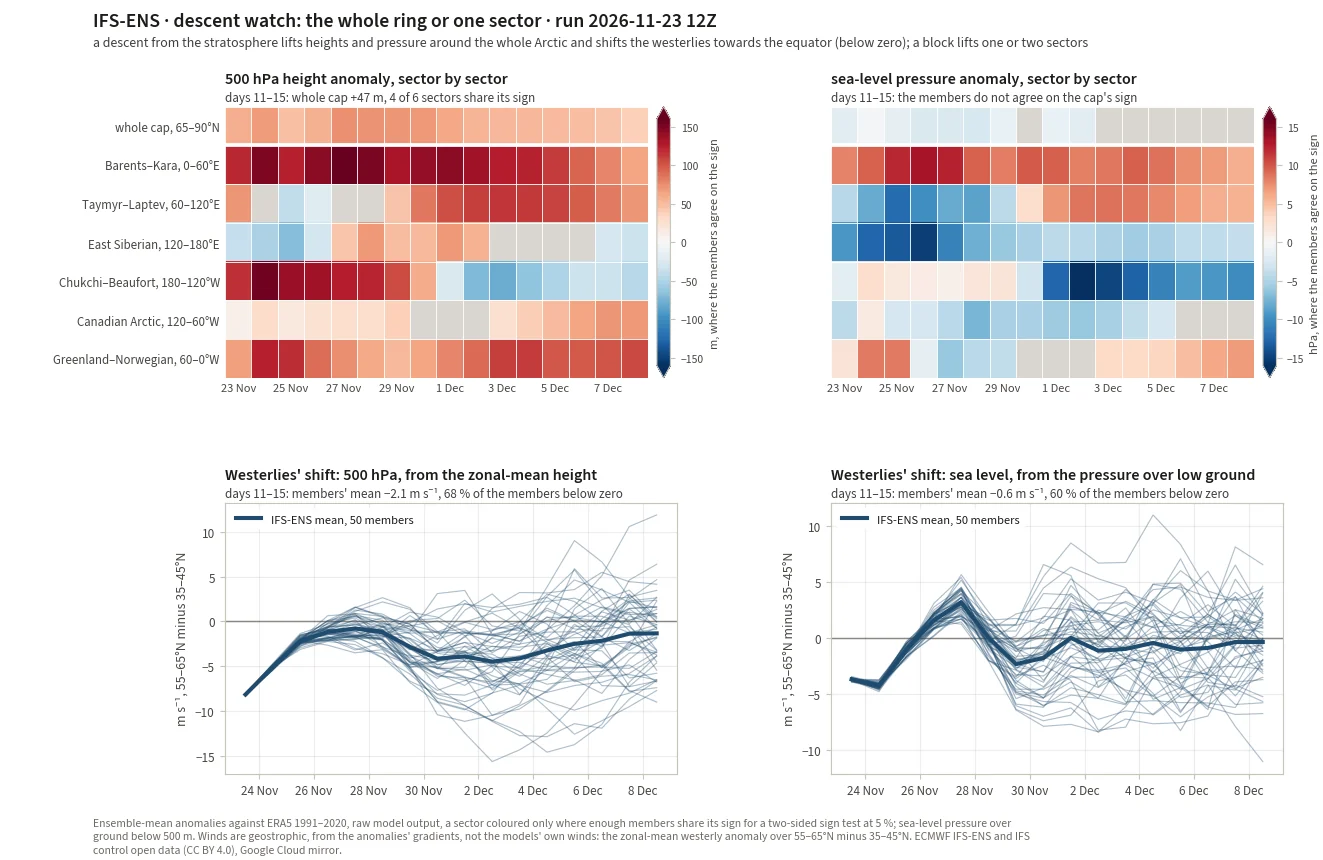 IFS-ENS · descent watch: the whole ring or one sector · run 2026-11-23 12Z
a descent from the stratosphere lifts heights and pressure around the whole Arctic and shifts the westerlies towards the equator (below zero); a block lifts one or two sectors
500 hPa height anomaly, sector by sector
days 11–15: whole cap +47 m, 4 of 6 sectors share its sign
whole cap, 65–90°N
Barents–Kara, 0–60°E
Taymyr–Laptev, 60–120°E
East Siberian, 120–180°E
Chukchi–Beaufort, 180–120°W
Canadian Arctic, 120–60°W
Greenland–Norwegian, 60–0°W
23 Nov 25 Nov 27 Nov 29 Nov 1 Dec 3 Dec 5 Dec 7 Dec
150
100
50
0
−50
−100
−150
m, where the members agree on the sign
sea-level pressure anomaly, sector by sector
days 11–15: the members do not agree on the cap's sign
23 Nov 25 Nov 27 Nov 29 Nov 1 Dec 3 Dec 5 Dec 7 Dec
15
10
5
0
−5
−10
−15
hPa, where the members agree on the sign
Westerlies' shift: 500 hPa, from the zonal-mean height
days 11–15: members' mean −2.1 m s⁻¹, 68 % of the members below zero
IFS-ENS mean, 50 members
m s⁻¹, 55–65°N minus 35–45°N
10
5
0
−5
−10
−15
24 Nov 26 Nov 28 Nov 30 Nov 2 Dec 4 Dec 6 Dec 8 Dec
Westerlies' shift: sea level, from the pressure over low ground
days 11–15: members' mean −0.6 m s⁻¹, 60 % of the members below zero
IFS-ENS mean, 50 members
m s⁻¹, 55–65°N minus 35–45°N
10
5
0
−5
−10
24 Nov 26 Nov 28 Nov 30 Nov 2 Dec 4 Dec 6 Dec 8 Dec
Ensemble-mean anomalies against ERA5 1991–2020, raw model output, a sector coloured only where enough members share its sign for a two-sided sign test at 5 %; sea-level pressure over
ground below 500 m. Winds are geostrophic, from the anomalies' gradients, not the models' own winds: the zonal-mean westerly anomaly over 55–65°N minus 35–45°N. ECMWF IFS-ENS and IFS
control open data (CC BY 4.0), Google Cloud mirror.